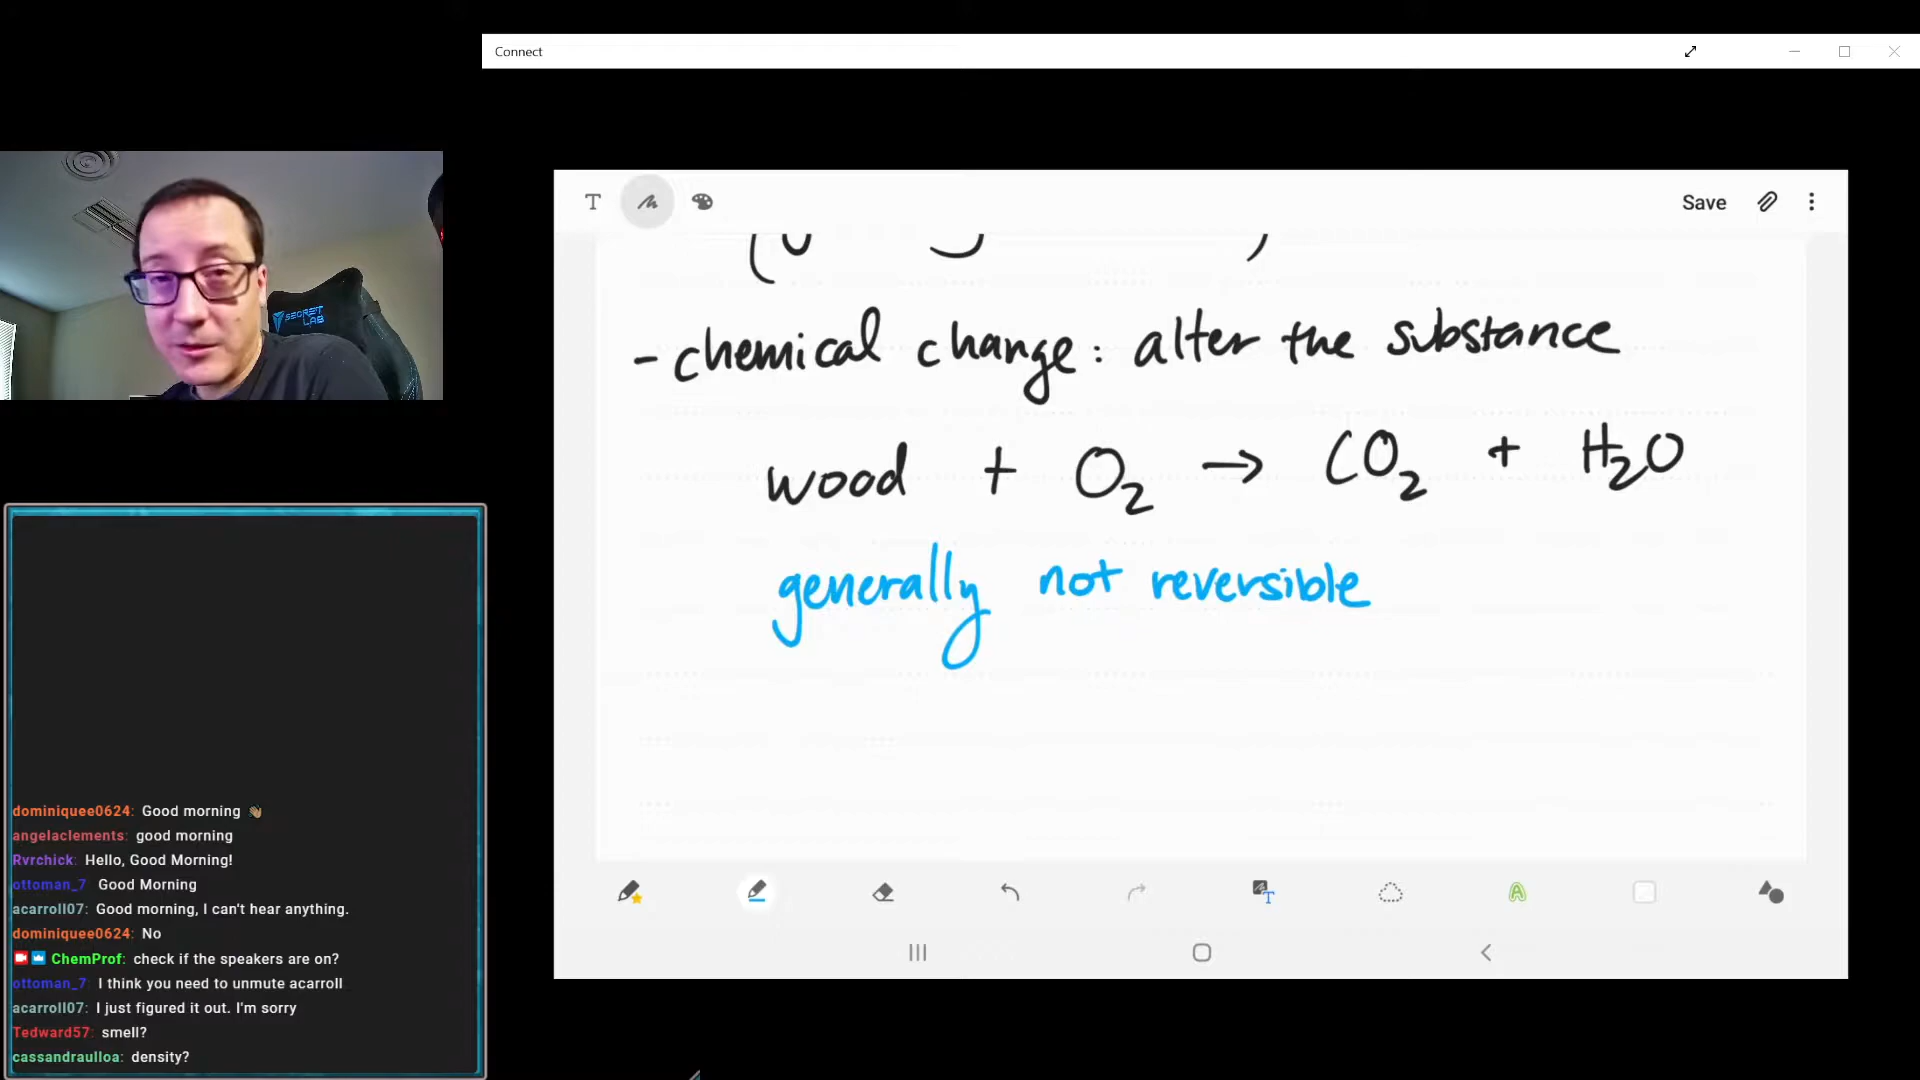 Connect
SECRET
LAB
T
Save
- chemical change: alter the substance
wood + O2 → CO2 + H2O
generally not reversible
dominiquee0624: Good morning 👋🏾
angelaclements: good morning
Rvrchick: Hello, Good Morning!
ottoman_7: Good Morning
acarroll07: Good morning, I can't hear anything.
dominiquee0624: No
ChemProf: check if the speakers are on?
ottoman_7: I think you need to unmute acarroll
acarroll07: I just figured it out. I'm sorry
Tedward57: smell?
cassandraulloa: density?